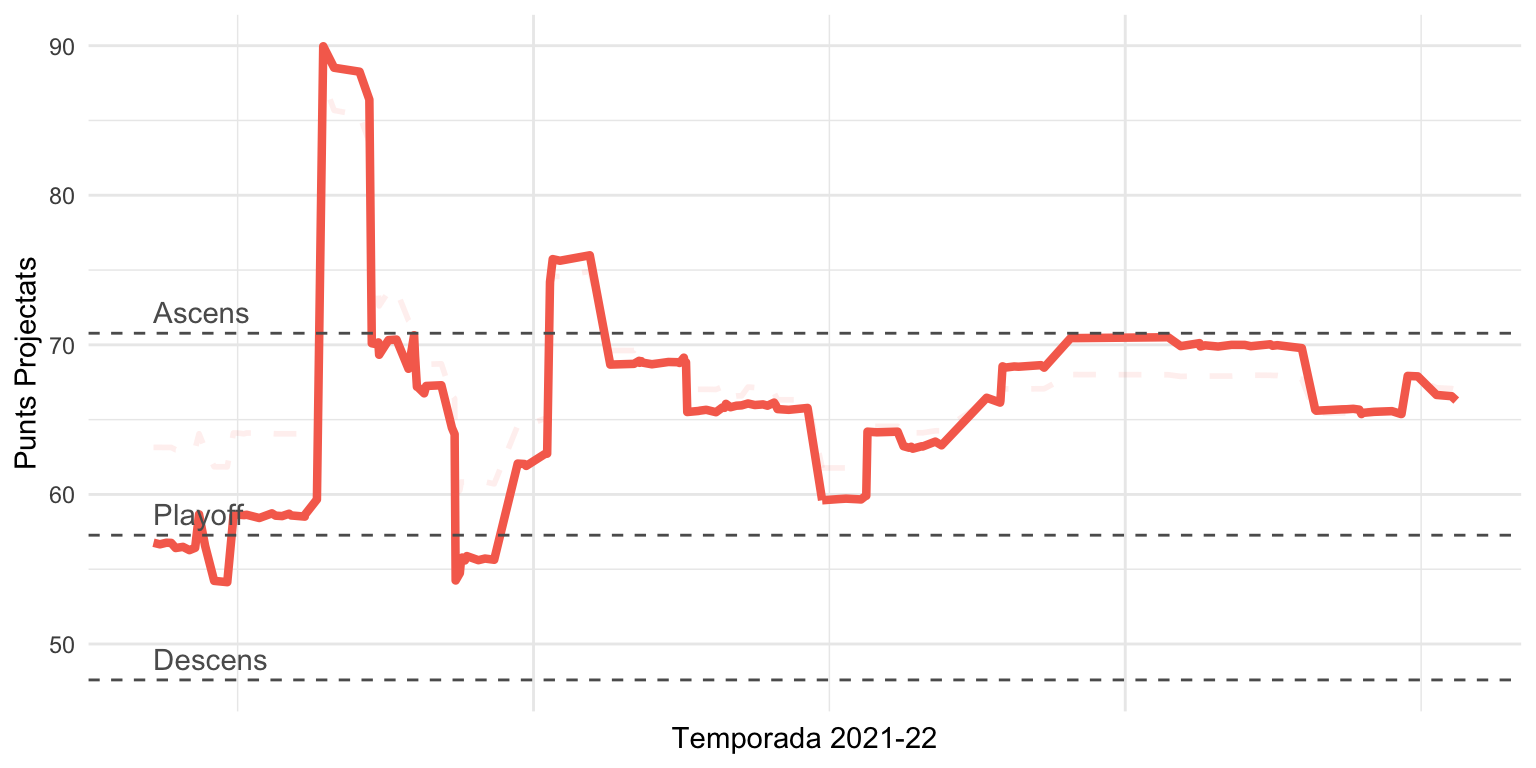 90
80
70
60
50
Punts Projectats
Ascens
Playoff
Descens
Temporada 2021-22